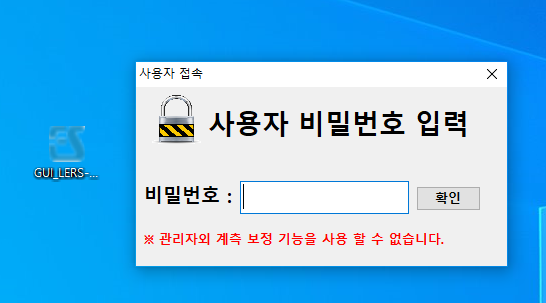 사용자 접속
사용자 비밀번호 입력
GUI_LERS-...
비밀번호 :
확인
※ 관리자외 계측 보정 기능을 사용 할 수 없습니다.